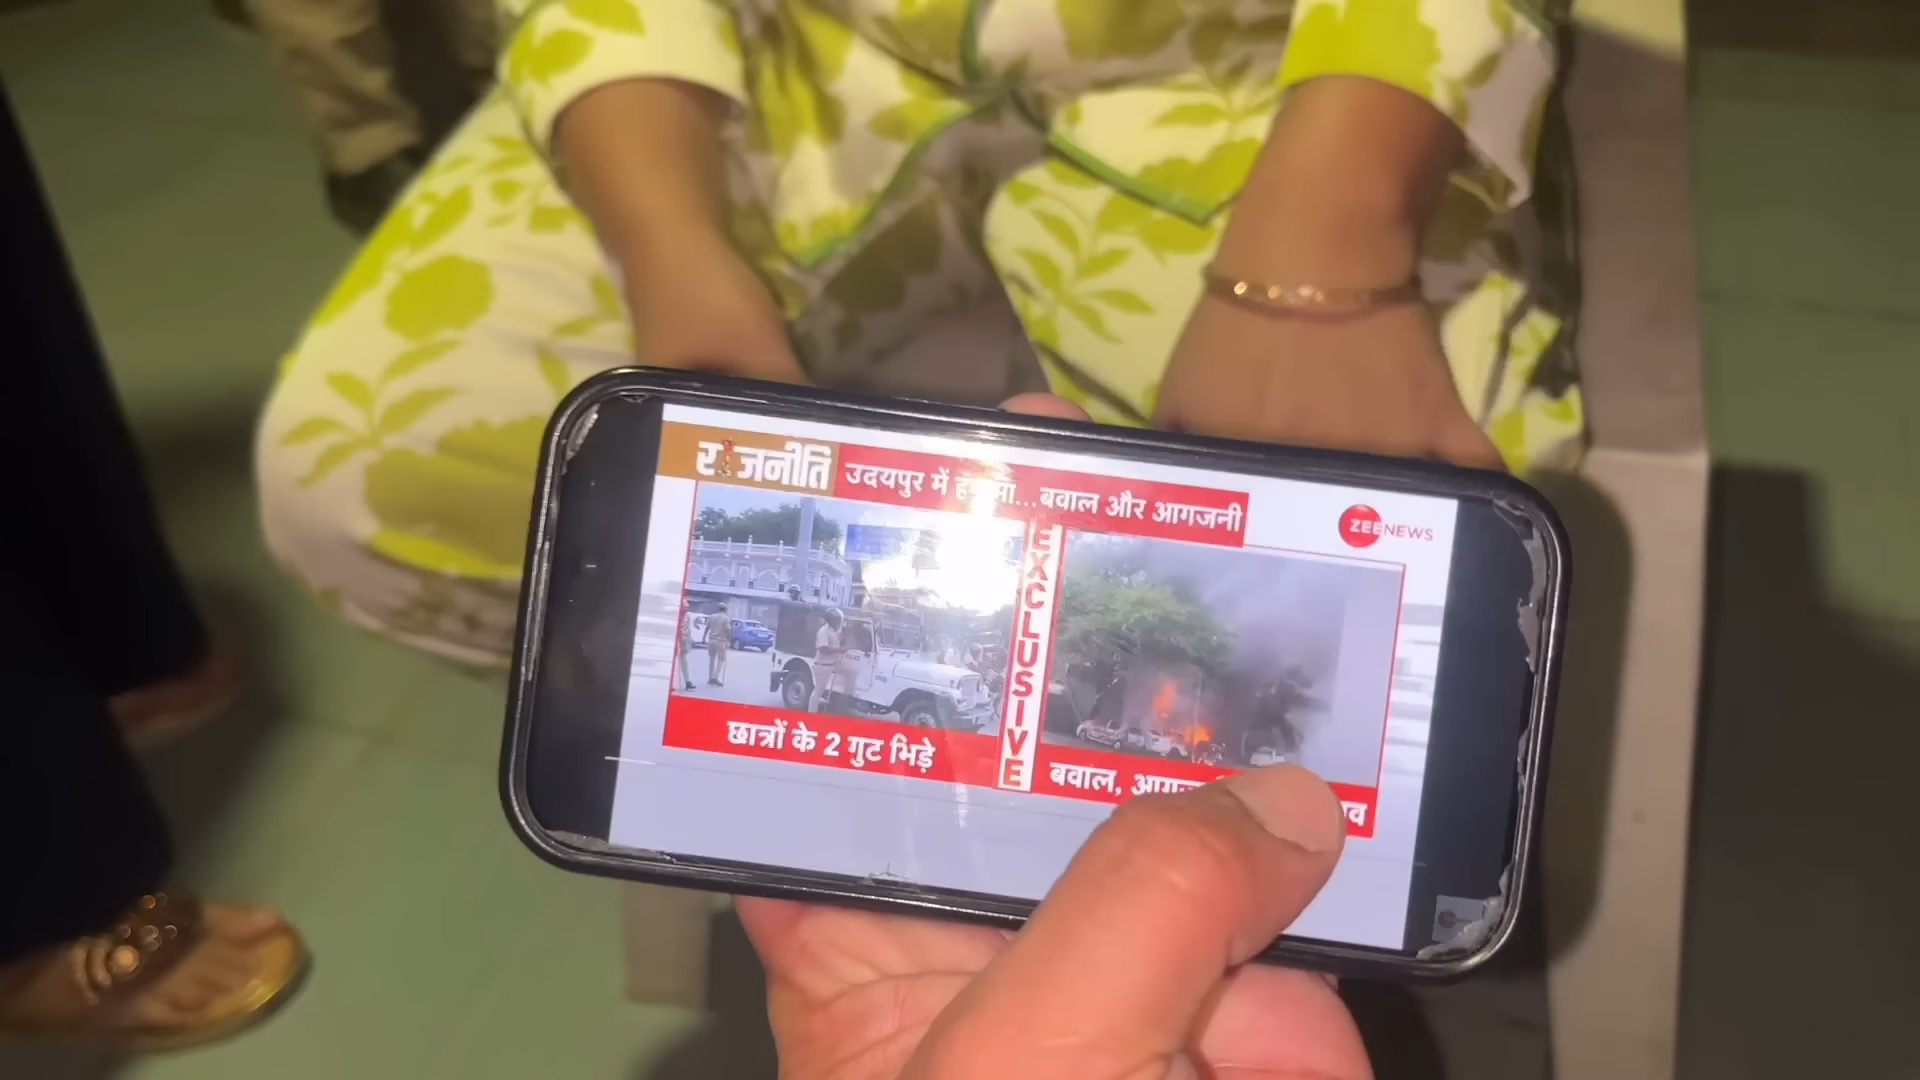 राजनीति
उदयपुर में ...बवाल और आगजनी
ZEE NEWS
EXCLUSIVE
छात्रों के 2 गुट भिड़े
बवाल,